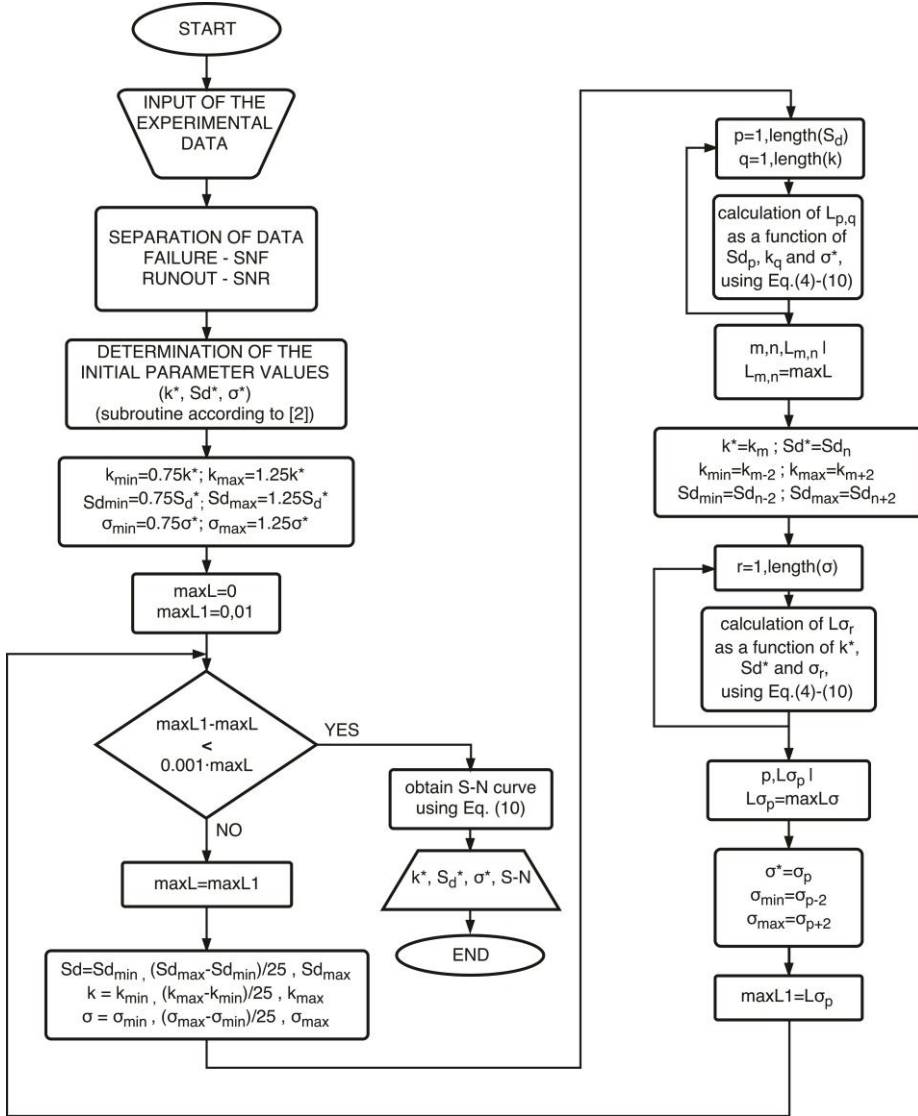 START
INPUT OF THE
EXPERIMENTAL
DATA
SEPARATION OF DATA
FAILURE - SNF
RUNOUT - SNR
DETERMINATION OF THE
INITIAL PARAMETER VALUES
(k*, Sd*, σ*)
(subroutine according to [2])
kmin=0.75k*; kmax=1.25k*
Sdmin=0.75Sd*; Sdmax=1.25Sd*
σmin=0.75σ*; σmax=1.25σ*
maxL=0
maxL1=0,01
maxL1-maxL
<
0.001·maxL
YES
NO
obtain S-N curve
using Eq. (10)
k*, Sd*, σ*, S-N
END
maxL=maxL1
Sd=Sdmin , (Sdmax-Sdmin)/25 , Sdmax
k = kmin , (kmax-kmin)/25 , kmax
σ = σmin , (σmax-σmin)/25 , σmax
p=1,length(Sd)
q=1,length(k)
calculation of Lp,q
as a function of
Sdp, kq and σ*,
using Eq.(4)-(10)
m,n,Lm,n |
Lm,n=maxL
k*=km ; Sd*=Sdn
kmin=km-2 ; kmax=km+2
Sdmin=Sdn-2 ; Sdmax=Sdn+2
r=1,length(σ)
calculation of Lσr
as a function of k*,
Sd* and σr,
using Eq.(4)-(10)
p,Lσp |
Lσp=maxLσ
σ*=σp
σmin=σp-2
σmax=σp+2
maxL1=Lσp